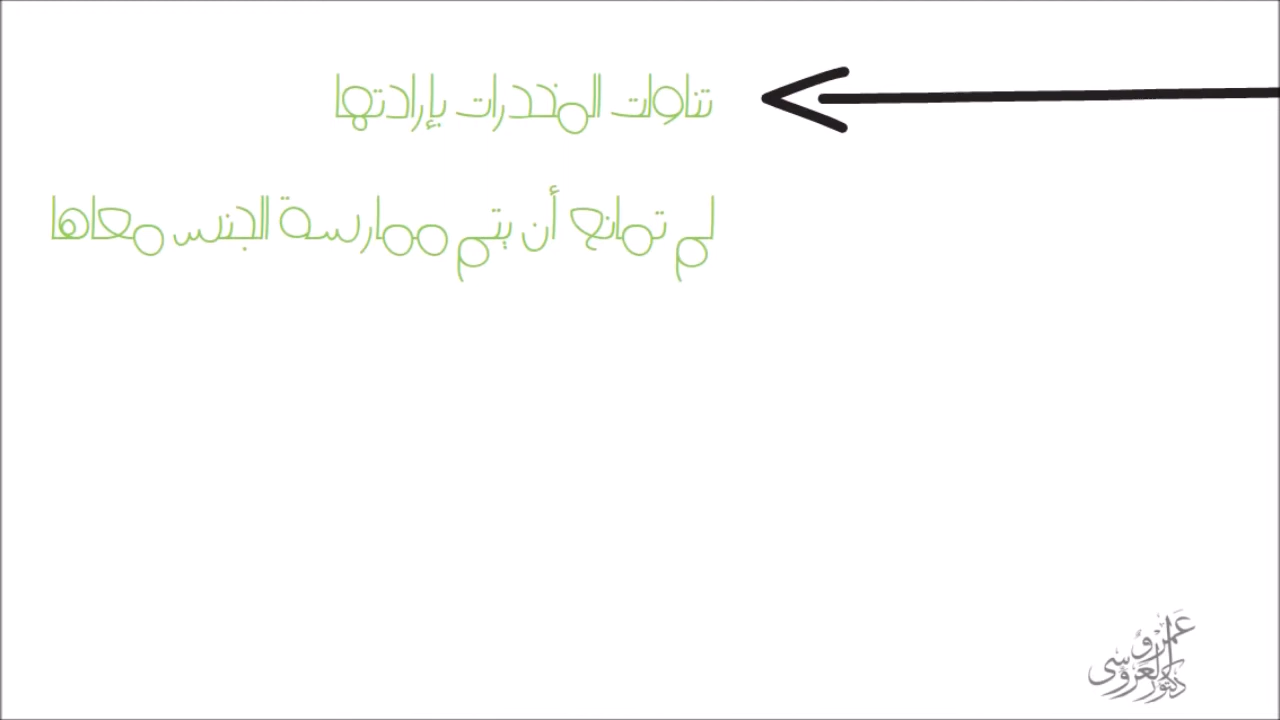 تناولت المخدرات بإرادتها
لم تمانع أن يتم ممارسة الجنس معاها
عمرو
دكتور العروسي